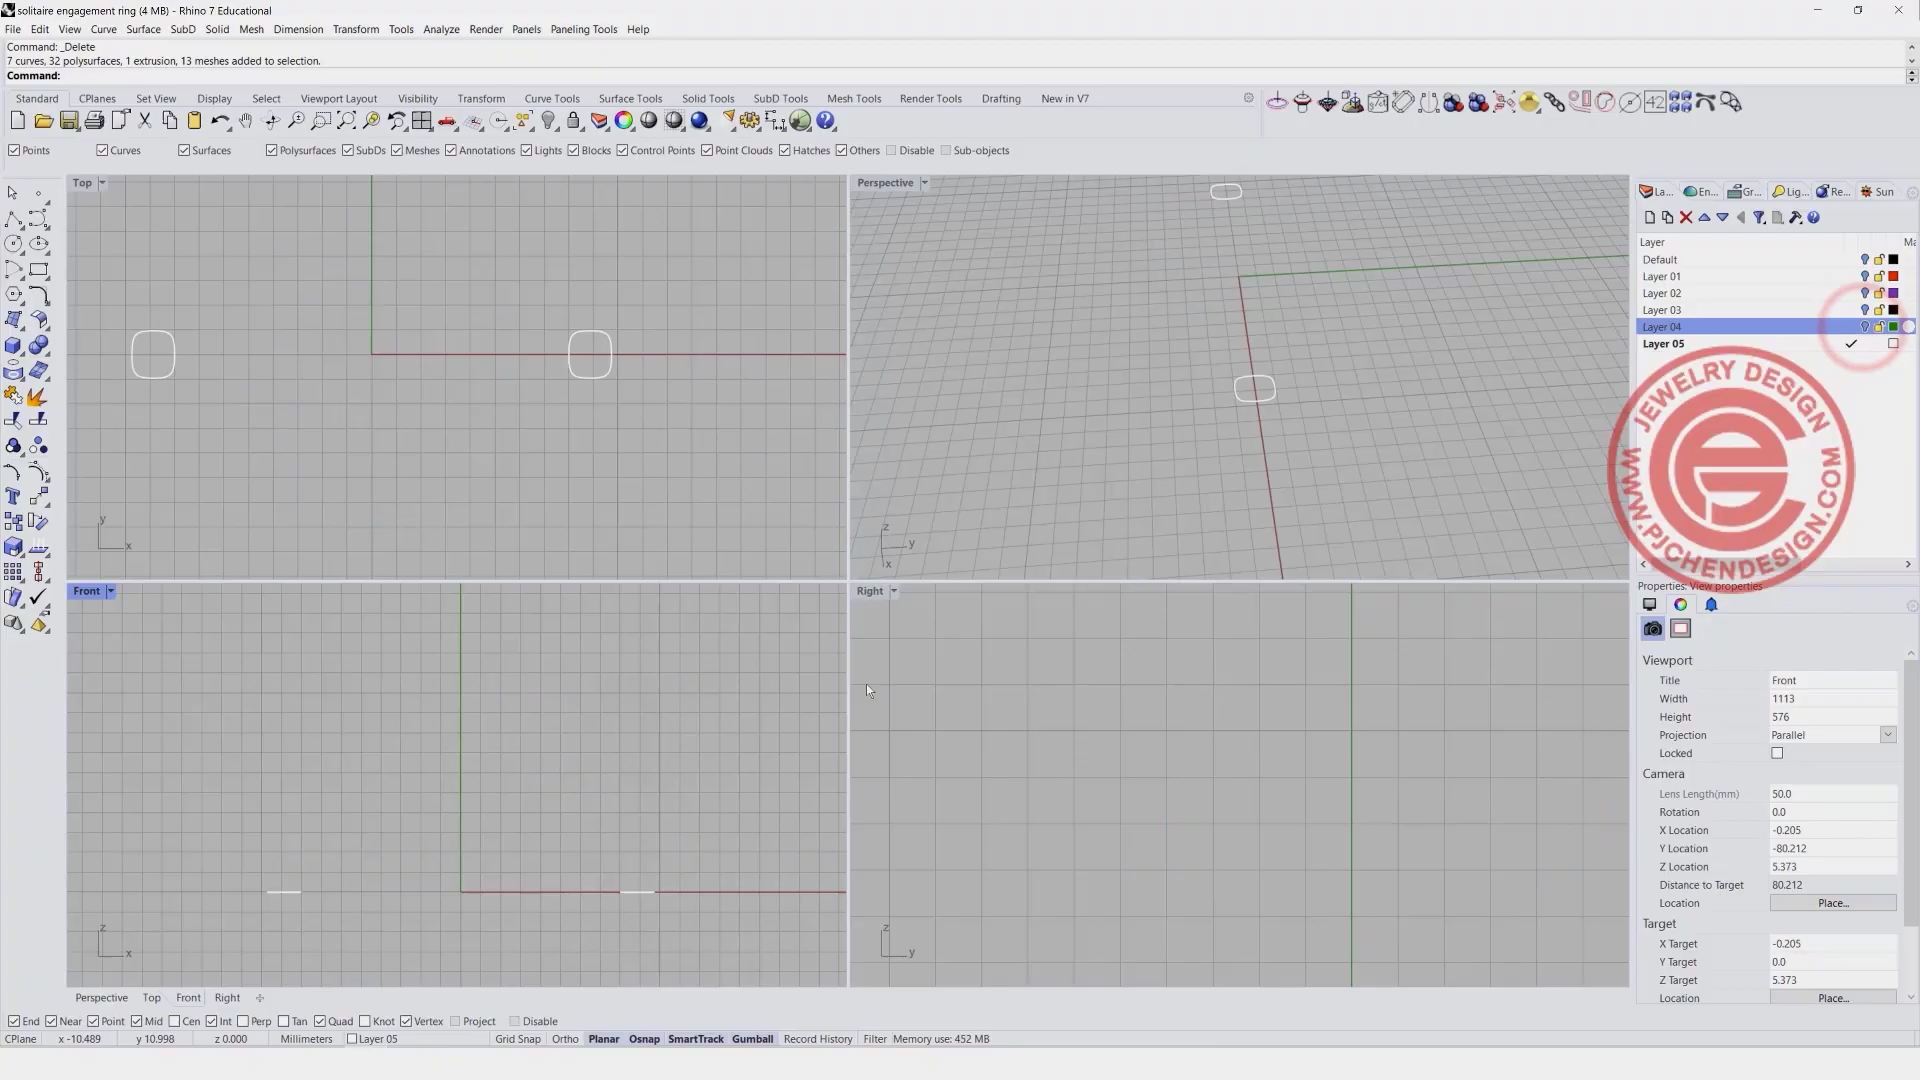 solitaire engagement ring (4 MB) - Rhino 7 Educational
File Edit View Curve Surface SubD Solid Mesh Dimension Transform Tools Analyze Render Panels Paneling Tools Help
Command: _Delete
7 curves, 32 polysurfaces, 1 extrusion, 13 meshes added to selection.
Command:
Standard CPlanes Set View Display Select Viewport Layout Visibility Transform Curve Tools Surface Tools Solid Tools SubD Tools Mesh Tools Render Tools Drafting New in V7
42
Points Curves Surfaces Polysurfaces SubDs Meshes Annotations Lights Blocks Control Points Point Clouds Hatches Others Disable Sub-objects
Top
Perspective
La... En... Gr... Lig... Re... Sun
Layer Ma
Default
Layer 01
Layer 02
Layer 03
Layer 04
Layer 05
JEWELRY DESIGN
WWW.PJCHENDESIGN.COM
y
x
z
y
x
Front
Right
z
x
z
y
Properties: View properties
Viewport
Title Front
Width 1113
Height 576
Projection Parallel
Locked
Camera
Lens Length(mm) 50.0
Rotation 0.0
X Location -0.205
Y Location -80.212
Z Location 5.373
Distance to Target 80.212
Location Place...
Target
X Target -0.205
Y Target 0.0
Z Target 5.373
Location Place...
Perspective Top Front Right
End Near Point Mid Cen Int Perp Tan Quad Knot Vertex Project Disable
CPlane x -10.489 y 10.998 z 0.000 Millimeters Layer 05 Grid Snap Ortho Planar Osnap SmartTrack Gumball Record History Filter Memory use: 452 MB